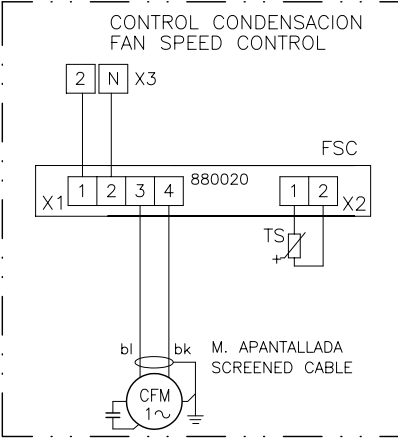 CONTROL CONDENSACION
FAN SPEED CONTROL
2 N X3
FSC
X1 1 2 3 4 880020 1 2 X2
TS
+
bl bk M. APANTALLADA
SCREENED CABLE
CFM
1~